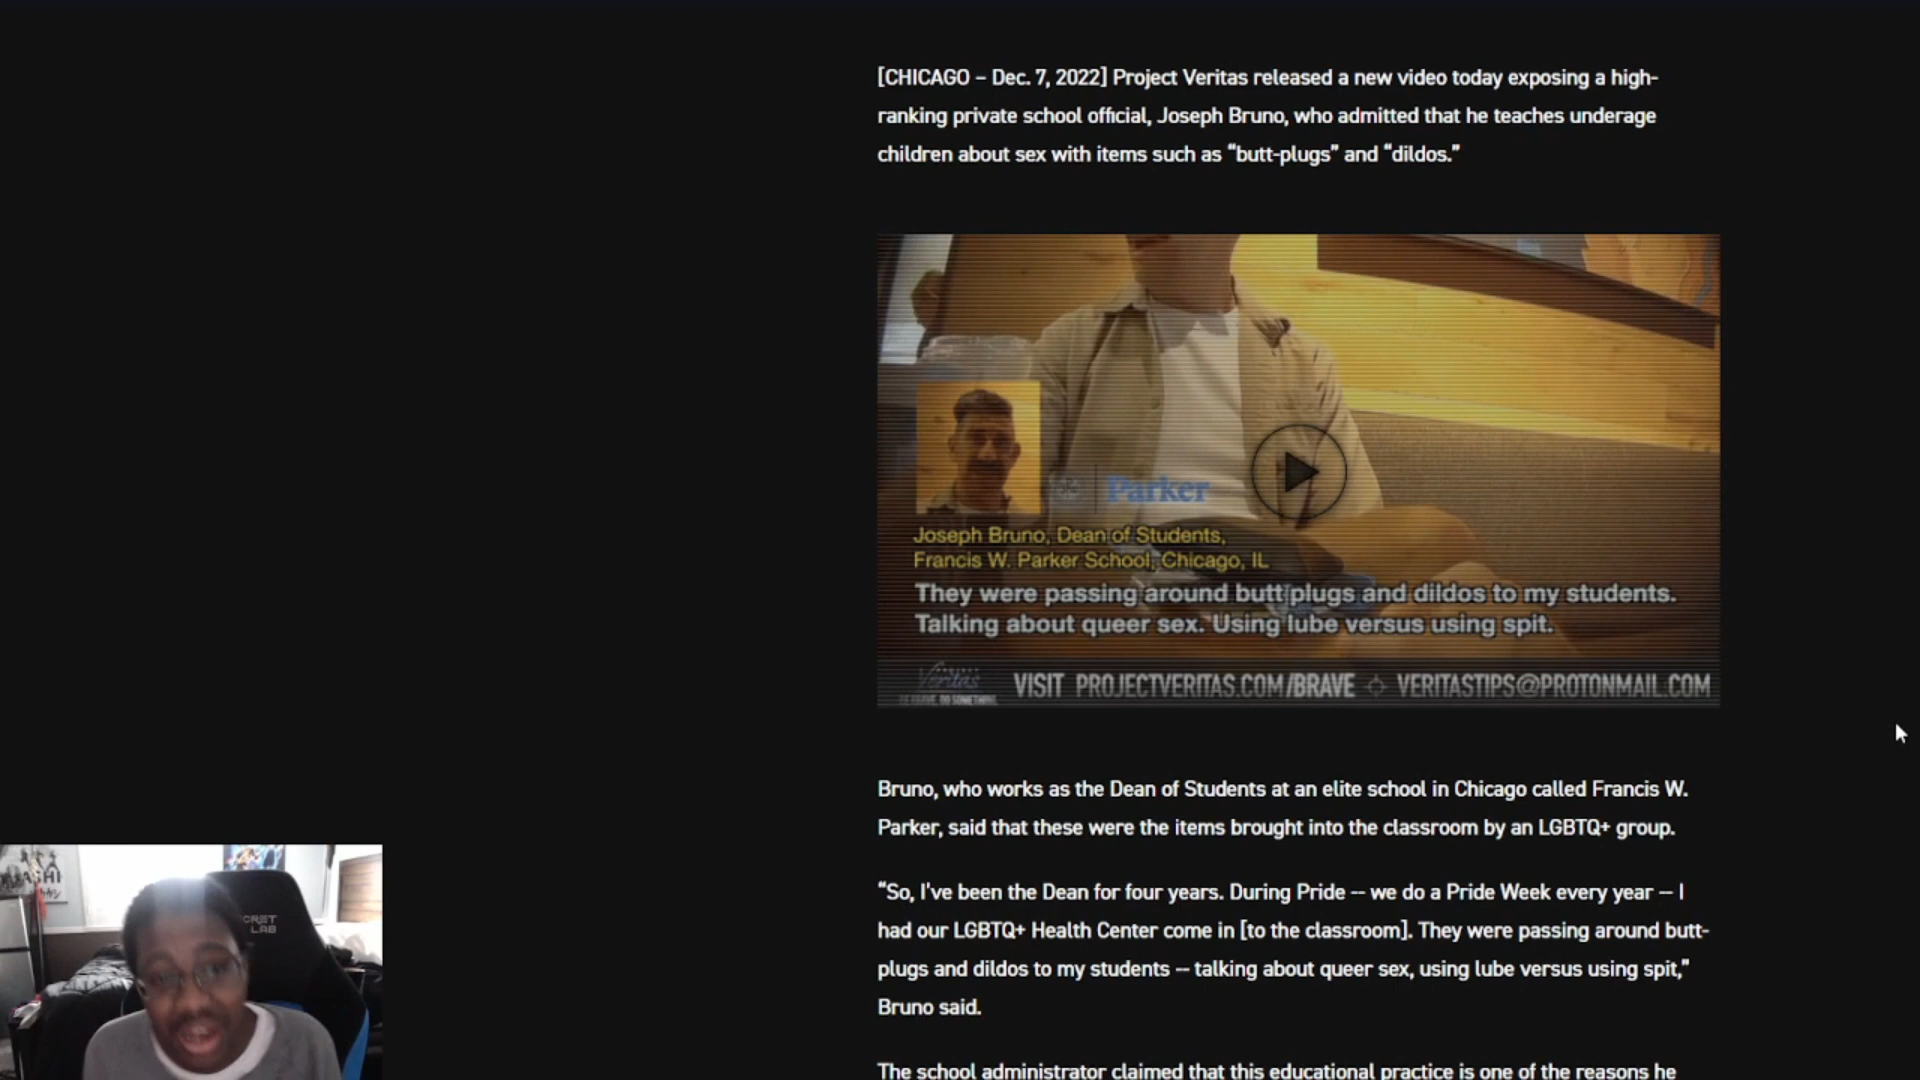 [CHICAGO – Dec. 7, 2022] Project Veritas released a new video today exposing a high-
ranking private school official, Joseph Bruno, who admitted that he teaches underage
children about sex with items such as “butt-plugs” and “dildos.”
Parker
Joseph Bruno, Dean of Students,
Francis W. Parker School, Chicago, IL
They were passing around butt plugs and dildos to my students.
Talking about queer sex. Using lube versus using spit.
Veritas
VISIT PROJECTVERITAS.COM/BRAVE VERITASTIPS@PROTONMAIL.COM
Bruno, who works as the Dean of Students at an elite school in Chicago called Francis W.
Parker, said that these were the items brought into the classroom by an LGBTQ+ group.
“So, I’ve been the Dean for four years. During Pride -- we do a Pride Week every year -- I
had our LGBTQ+ Health Center come in [to the classroom]. They were passing around butt-
plugs and dildos to my students -- talking about queer sex, using lube versus using spit,”
Bruno said.
SECRET
LAB
The school administrator claimed that this educational practice is one of the reasons he